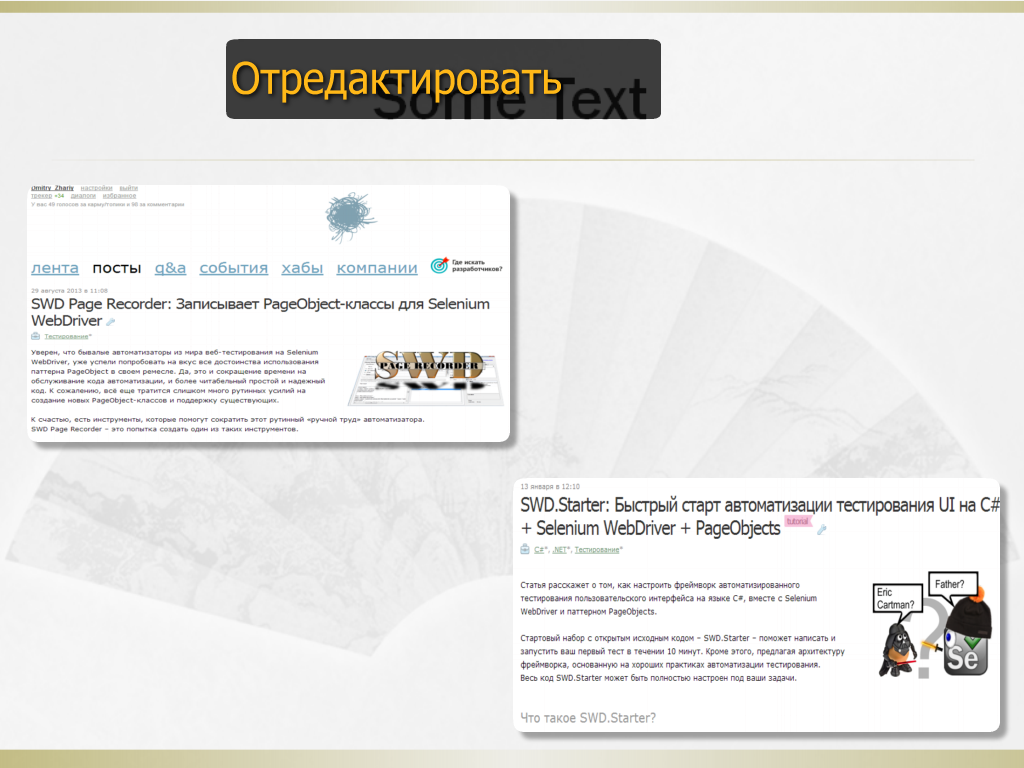 Отредактировать
Some Text
Dmitry_Zhariy настройки выйти
трекер +34 диалоги избранное
У вас 49 голосов за карму/топики и 98 за комментарии
лента посты q&a события хабы компании
Где искать
разработчиков?
29 августа 2013 в 11:08
SWD Page Recorder: Записывает PageObject-классы для Selenium
WebDriver
Тестирование*
Уверен, что бывалые автоматизаторы из мира веб-тестирования на Selenium
WebDriver, уже успели попробовать на вкус все достоинства использования
паттерна PageObject в своем ремесле. Да, это и сокращение времени на
обслуживание кода автоматизации, и более читабельный простой и надежный
код. К сожалению, всё еще тратится слишком много рутинных усилий на
создание новых PageObject-классов и поддержку существующих.
SWD
PAGE RECORDER
К счастью, есть инструменты, которые помогут сократить этот рутинный «ручной труд» автоматизатора.
SWD Page Recorder – это попытка создать один из таких инструментов.
13 января в 12:10
SWD.Starter: Быстрый старт автоматизации тестирования UI на C#
+ Selenium WebDriver + PageObjects tutorial
C#*, .NET*, Тестирование*
Статья расскажет о том, как настроить фреймворк автоматизированного
тестирования пользовательского интерфейса на языке C#, вместе с Selenium
WebDriver и паттерном PageObjects.
Eric
Cartman?
Father?
?
Se
Стартовый набор с открытым исходным кодом – SWD.Starter – поможет написать и
запустить ваш первый тест в течении 10 минут. Кроме этого, предлагая архитектуру
фреймворка, основанную на хороших практиках автоматизации тестирования.
Весь код SWD.Starter может быть полностью настроен под ваши задачи.
Что такое SWD.Starter?